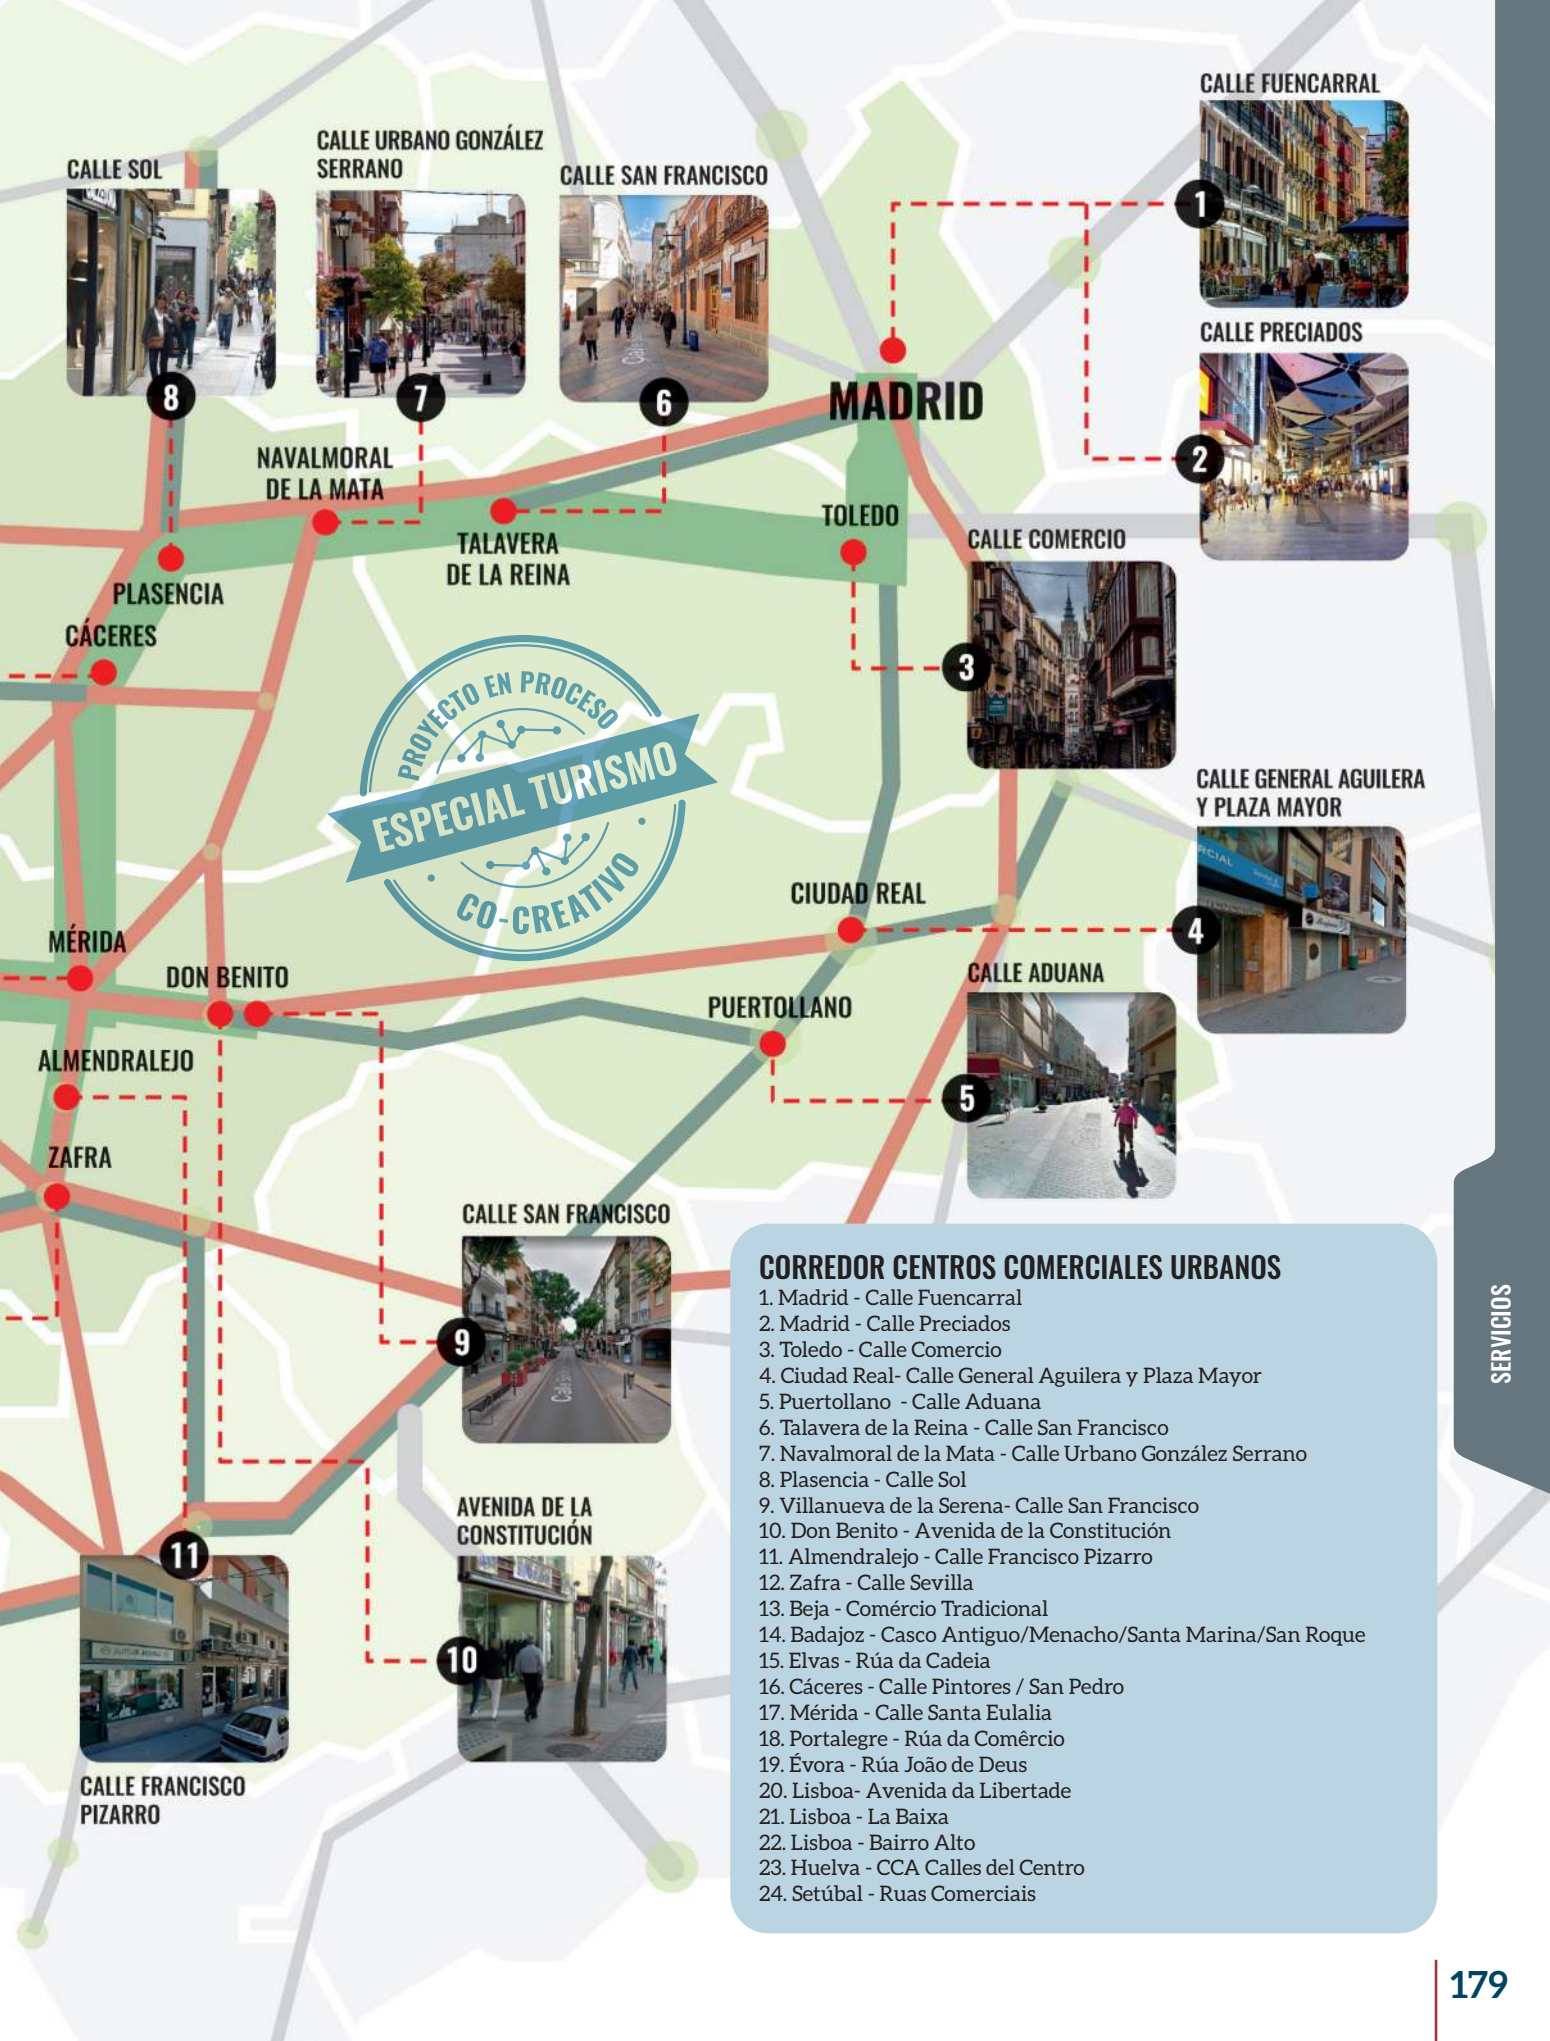 CALLE FUENCARRAL
CALLE URBANO GONZÁLEZ
SERRANO
CALLE SOL
CALLE SAN FRANCISCO
1
CALLE PRECIADOS
8
7
6
MADRID
2
NAVALMORAL
DE LA MATA
TOLEDO
CALLE COMERCIO
TALAVERA
DE LA REINA
PLASENCIA
CÁCERES
3
PROYECTO EN PROCESO
ESPECIAL TURISMO
CO-CREATIVO
CALLE GENERAL AGUILERA
Y PLAZA MAYOR
CIUDAD REAL
4
MÉRIDA
DON BENITO
CALLE ADUANA
PUERTOLLANO
ALMENDRALEJO
5
ZAFRA
CALLE SAN FRANCISCO
9
AVENIDA DE LA
CONSTITUCIÓN
11
10
CALLE FRANCISCO
PIZARRO
CORREDOR CENTROS COMERCIALES URBANOS
1. Madrid - Calle Fuencarral
2. Madrid - Calle Preciados
3. Toledo - Calle Comercio
4. Ciudad Real- Calle General Aguilera y Plaza Mayor
5. Puertollano - Calle Aduana
6. Talavera de la Reina - Calle San Francisco
7. Navalmoral de la Mata - Calle Urbano González Serrano
8. Plasencia - Calle Sol
9. Villanueva de la Serena- Calle San Francisco
10. Don Benito - Avenida de la Constitución
11. Almendralejo - Calle Francisco Pizarro
12. Zafra - Calle Sevilla
13. Beja - Comércio Tradicional
14. Badajoz - Casco Antiguo/Menacho/Santa Marina/San Roque
15. Elvas - Rúa da Cadeia
16. Cáceres - Calle Pintores / San Pedro
17. Mérida - Calle Santa Eulalia
18. Portalegre - Rúa da Comêrcio
19. Évora - Rúa João de Deus
20. Lisboa- Avenida da Libertade
21. Lisboa - La Baixa
22. Lisboa - Bairro Alto
23. Huelva - CCA Calles del Centro
24. Setúbal - Ruas Comerciais
SERVICIOS
179